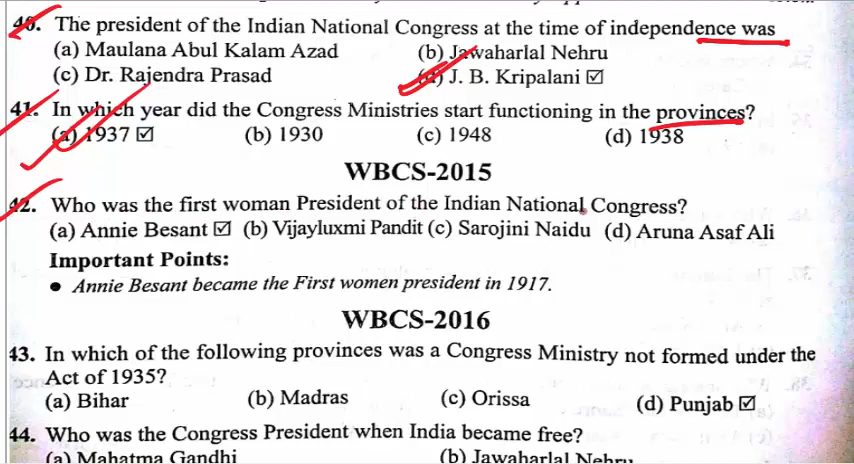 40. The president of the Indian National Congress at the time of independence was
(a) Maulana Abul Kalam Azad (b) Jawaharlal Nehru
(c) Dr. Rajendra Prasad (d) J. B. Kripalani ☑
41. In which year did the Congress Ministries start functioning in the provinces?
(a) 1937 ☑ (b) 1930 (c) 1948 (d) 1938
WBCS-2015
42. Who was the first woman President of the Indian National Congress?
(a) Annie Besant ☑ (b) Vijayluxmi Pandit (c) Sarojini Naidu (d) Aruna Asaf Ali
Important Points:
• Annie Besant became the First women president in 1917.
WBCS-2016
43. In which of the following provinces was a Congress Ministry not formed under the
Act of 1935?
(a) Bihar (b) Madras (c) Orissa (d) Punjab ☑
44. Who was the Congress President when India became free?
(a) Mahatma Gandhi (b) Jawaharlal Nehru